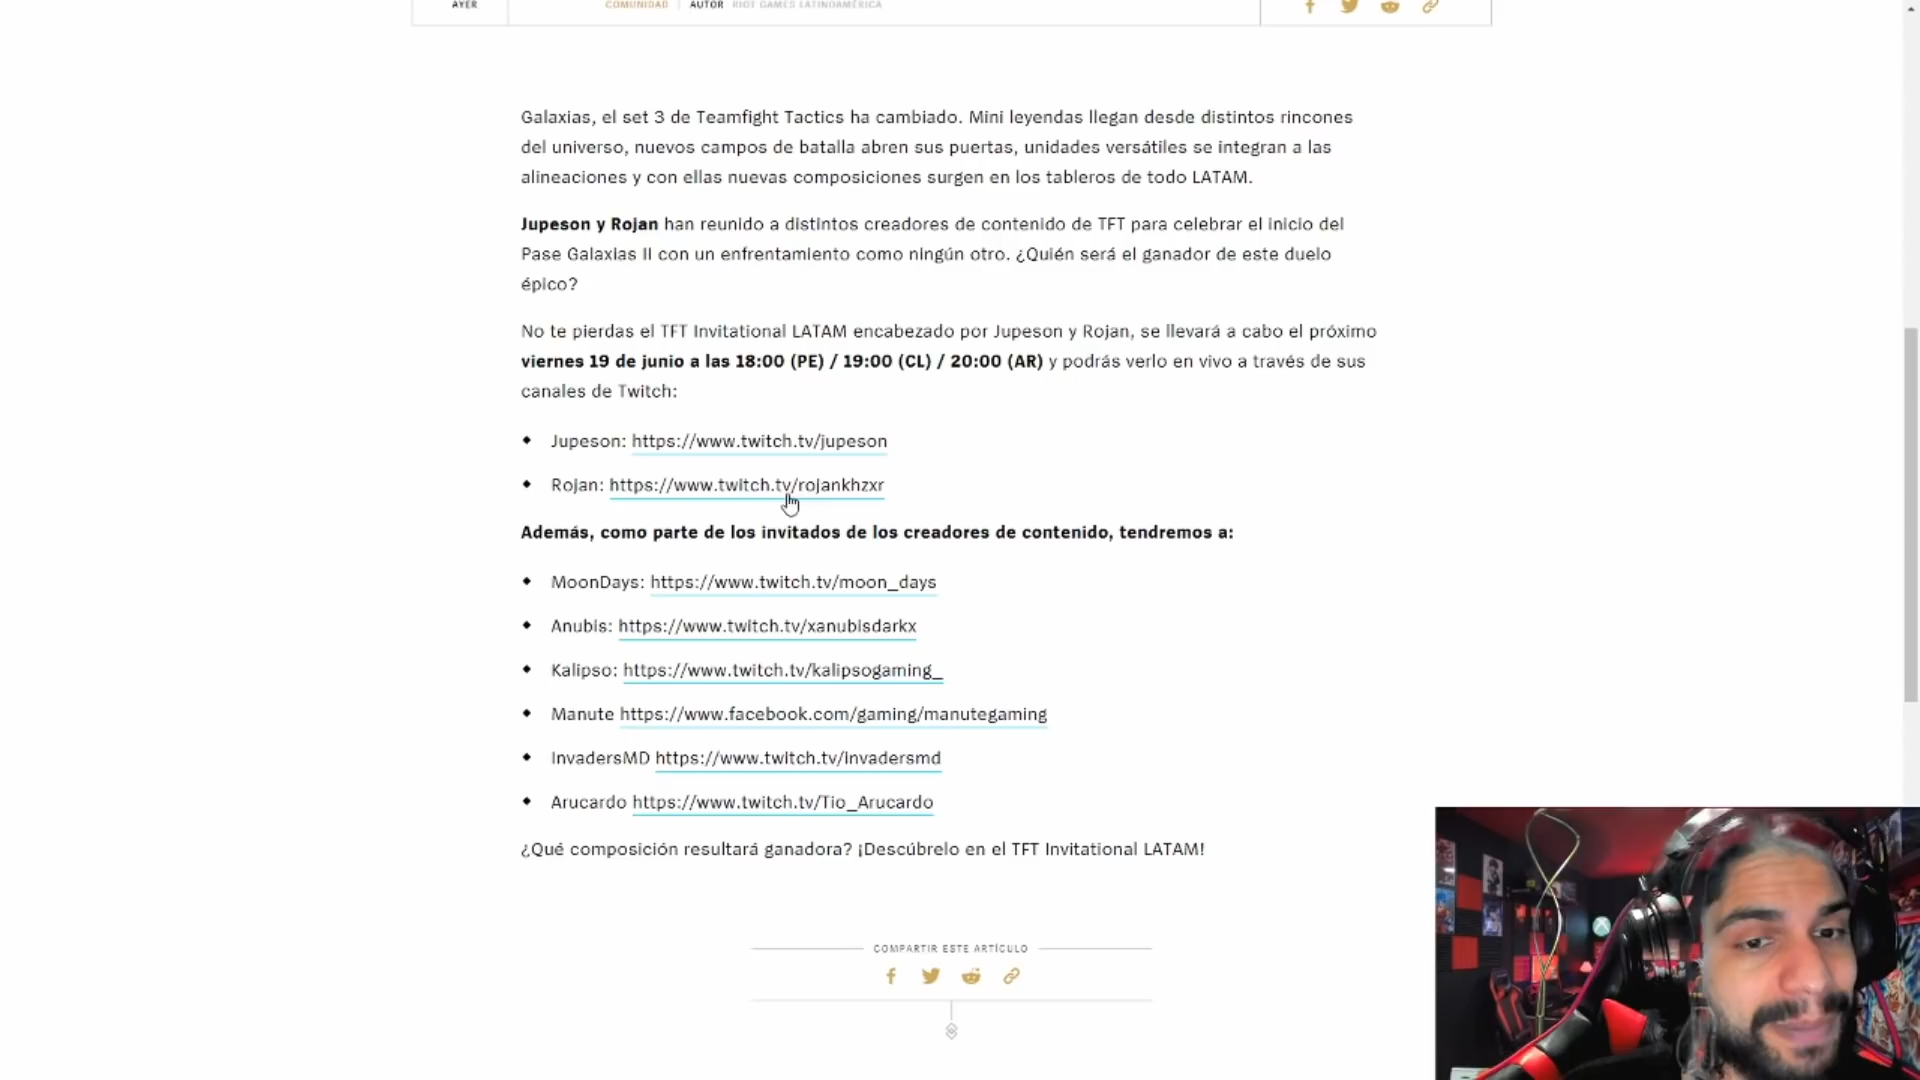 AYER
COMUNIDAD AUTOR RIOT GAMES LATINOAMÉRICA
Galaxias, el set 3 de Teamfight Tactics ha cambiado. Mini leyendas llegan desde distintos rincones
del universo, nuevos campos de batalla abren sus puertas, unidades versátiles se integran a las
alineaciones y con ellas nuevas composiciones surgen en los tableros de todo LATAM.
Jupeson y Rojan han reunido a distintos creadores de contenido de TFT para celebrar el inicio del
Pase Galaxias II con un enfrentamiento como ningún otro. ¿Quién será el ganador de este duelo
épico?
No te pierdas el TFT Invitational LATAM encabezado por Jupeson y Rojan, se llevará a cabo el próximo
viernes 19 de junio a las 18:00 (PE) / 19:00 (CL) / 20:00 (AR) y podrás verlo en vivo a través de sus
canales de Twitch:
Jupeson: https://www.twitch.tv/jupeson
Rojan: https://www.twitch.tv/rojankhzxr
Además, como parte de los invitados de los creadores de contenido, tendremos a:
MoonDays: https://www.twitch.tv/moon_days
Anubis: https://www.twitch.tv/xanubisdarkx
Kalipso: https://www.twitch.tv/kalipsogaming_
Manute https://www.facebook.com/gaming/manutegaming
InvadersMD https://www.twitch.tv/invadersmd
Arucardo https://www.twitch.tv/Tio_Arucardo
¿Qué composición resultará ganadora? ¡Descúbrelo en el TFT Invitational LATAM!
COMPARTIR ESTE ARTÍCULO